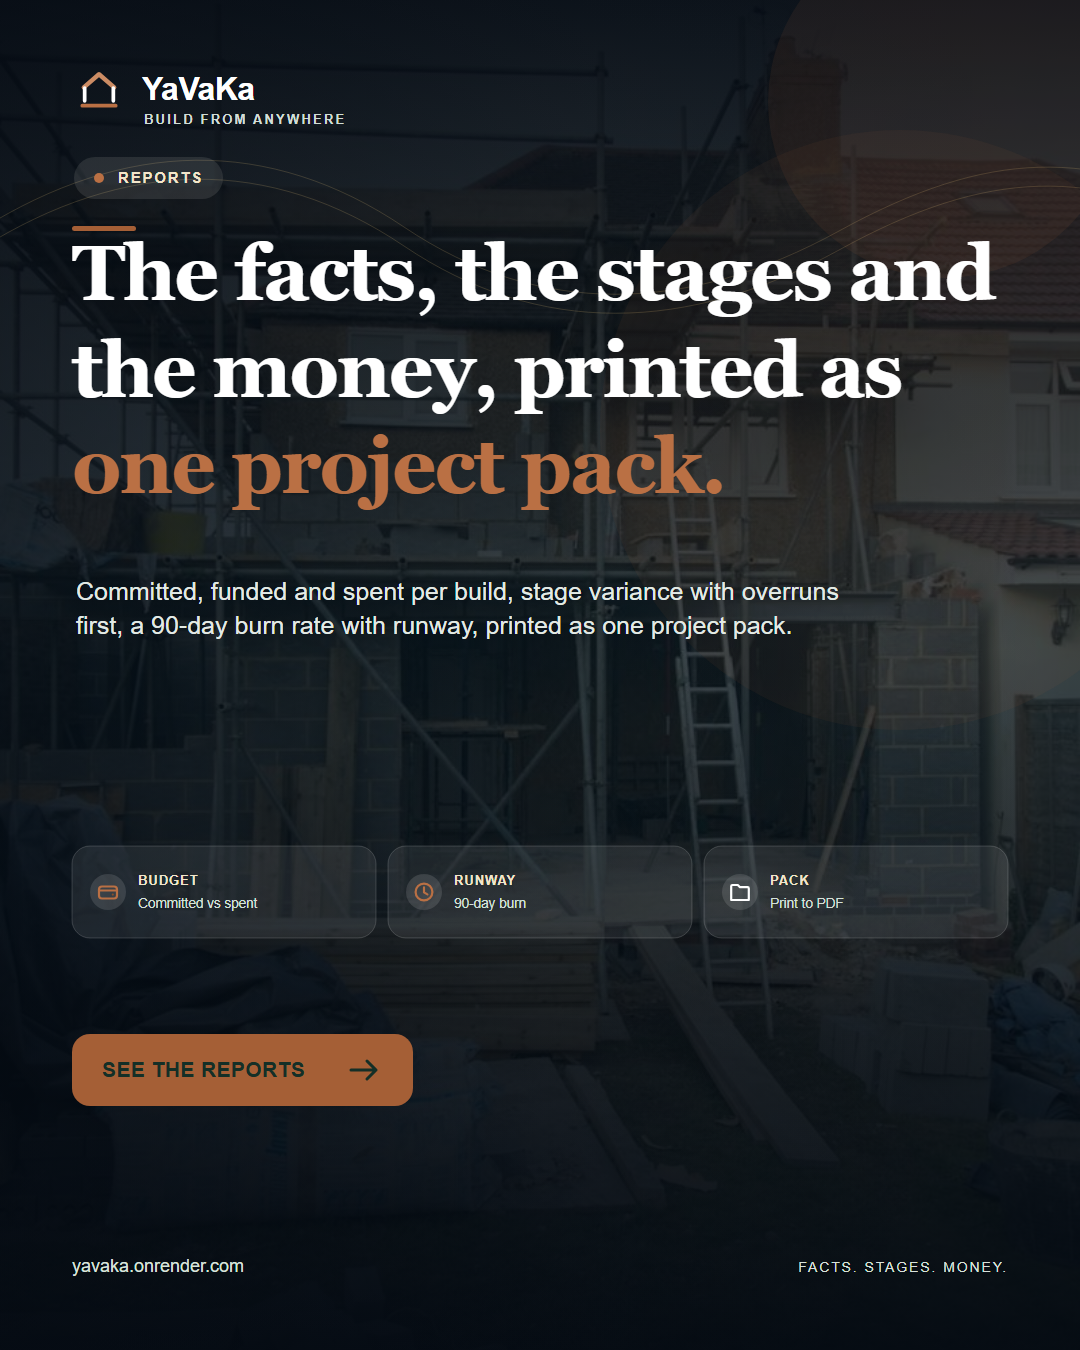 YaVaKa
BUILD FROM ANYWHERE
REPORTS
The facts, the stages and
the money, printed as
one project pack.
Committed, funded and spent per build, stage variance with overruns
first, a 90-day burn rate with runway, printed as one project pack.
BUDGET
Committed vs spent
RUNWAY
90-day burn
PACK
Print to PDF
SEE THE REPORTS
yavaka.onrender.com
FACTS. STAGES. MONEY.